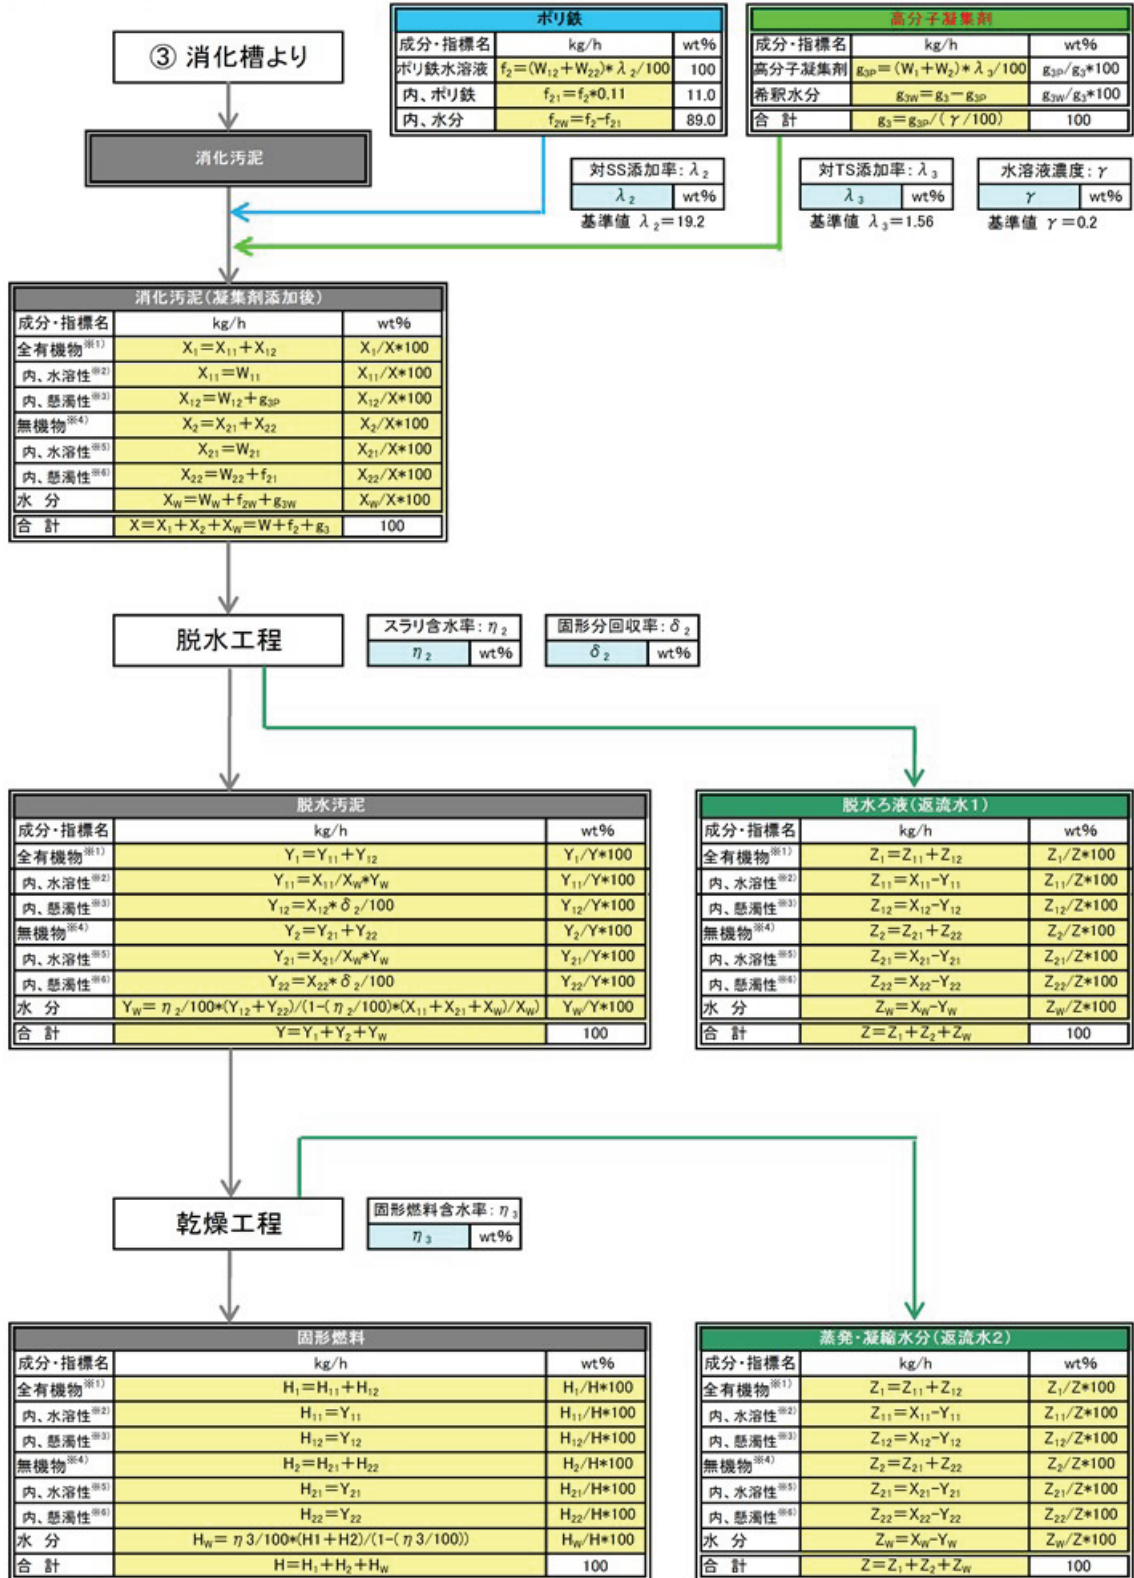 ③ 消化槽より
消化汚泥
ポリ鉄
成分・指標名 kg/h wt%
ポリ鉄水溶液 f₂=(W₁₂+W₂₂)*λ₂/100 100
内、ポリ鉄 f₂₁=f₂*0.11 11.0
内、水分 f₂w=f₂-f₂₁ 89.0
高分子凝集剤
成分・指標名 kg/h wt%
高分子凝集剤 g₃P=(W₁+W₂)*λ₃/100 g₃P/g₃*100
希釈水分 g₃W=g₃-g₃P g₃W/g₃*100
合 計 g₃=g₃P/(γ/100) 100
対SS添加率:λ₂
λ₂ wt%
基準値 λ₂=19.2
対TS添加率:λ₃
λ₃ wt%
基準値 λ₃=1.56
水溶液濃度:γ
γ wt%
基準値 γ=0.2
消化汚泥(凝集剤添加後)
成分・指標名 kg/h wt%
全有機物※1) X₁=X₁₁+X₁₂ X₁/X*100
内、水溶性※2) X₁₁=W₁₁ X₁₁/X*100
内、懸濁性※3) X₁₂=W₁₂+g₃P X₁₂/X*100
無機物※4) X₂=X₂₁+X₂₂ X₂/X*100
内、水溶性※5) X₂₁=W₂₁ X₂₁/X*100
内、懸濁性※6) X₂₂=W₂₂+f₂₁ X₂₂/X*100
水 分 XW=WW+f₂W+g₃W XW/X*100
合 計 X=X₁+X₂+XW=W+f₂+g₃ 100
脱水工程
スラリ含水率:η₂
η₂ wt%
固形分回収率:δ₂
δ₂ wt%
脱水汚泥
成分・指標名 kg/h wt%
全有機物※1) Y₁=Y₁₁+Y₁₂ Y₁/Y*100
内、水溶性※2) Y₁₁=X₁₁/XW*YW Y₁₁/Y*100
内、懸濁性※3) Y₁₂=X₁₂*δ₂/100 Y₁₂/Y*100
無機物※4) Y₂=Y₂₁+Y₂₂ Y₂/Y*100
内、水溶性※5) Y₂₁=X₂₁/XW*YW Y₂₁/Y*100
内、懸濁性※6) Y₂₂=X₂₂*δ₂/100 Y₂₂/Y*100
水 分 YW=η₂/100*(Y₁₂+Y₂₂)/(1-(η₂/100)*(X₁₁+X₂₁+XW)/XW) YW/Y*100
合 計 Y=Y₁+Y₂+YW 100
脱水ろ液(返流水1)
成分・指標名 kg/h wt%
全有機物※1) Z₁=Z₁₁+Z₁₂ Z₁/Z*100
内、水溶性※2) Z₁₁=X₁₁-Y₁₁ Z₁₁/Z*100
内、懸濁性※3) Z₁₂=X₁₂-Y₁₂ Z₁₂/Z*100
無機物※4) Z₂=Z₂₁+Z₂₂ Z₂/Z*100
内、水溶性※5) Z₂₁=X₂₁-Y₂₁ Z₂₁/Z*100
内、懸濁性※6) Z₂₂=X₂₂-Y₂₂ Z₂₂/Z*100
水 分 ZW=XW-YW ZW/Z*100
合 計 Z=Z₁+Z₂+ZW 100
乾燥工程
固形燃料含水率:η₃
η₃ wt%
固形燃料
成分・指標名 kg/h wt%
全有機物※1) H₁=H₁₁+H₁₂ H₁/H*100
内、水溶性※2) H₁₁=Y₁₁ H₁₁/H*100
内、懸濁性※3) H₁₂=Y₁₂ H₁₂/H*100
無機物※4) H₂=H₂₁+H₂₂ H₂/H*100
内、水溶性※5) H₂₁=Y₂₁ H₂₁/H*100
内、懸濁性※6) H₂₂=Y₂₂ H₂₂/H*100
水 分 HW=η3/100*(H1+H2)/(1-(η3/100)) HW/H*100
合 計 H=H₁+H₂+HW 100
蒸発・凝縮水分(返流水2)
成分・指標名 kg/h wt%
全有機物※1) Z₁=Z₁₁+Z₁₂ Z₁/Z*100
内、水溶性※2) Z₁₁=X₁₁-Y₁₁ Z₁₁/Z*100
内、懸濁性※3) Z₁₂=X₁₂-Y₁₂ Z₁₂/Z*100
無機物※4) Z₂=Z₂₁+Z₂₂ Z₂/Z*100
内、水溶性※5) Z₂₁=X₂₁-Y₂₁ Z₂₁/Z*100
内、懸濁性※6) Z₂₂=X₂₂-Y₂₂ Z₂₂/Z*100
水 分 ZW=XW-YW ZW/Z*100
合 計 Z=Z₁+Z₂+ZW 100